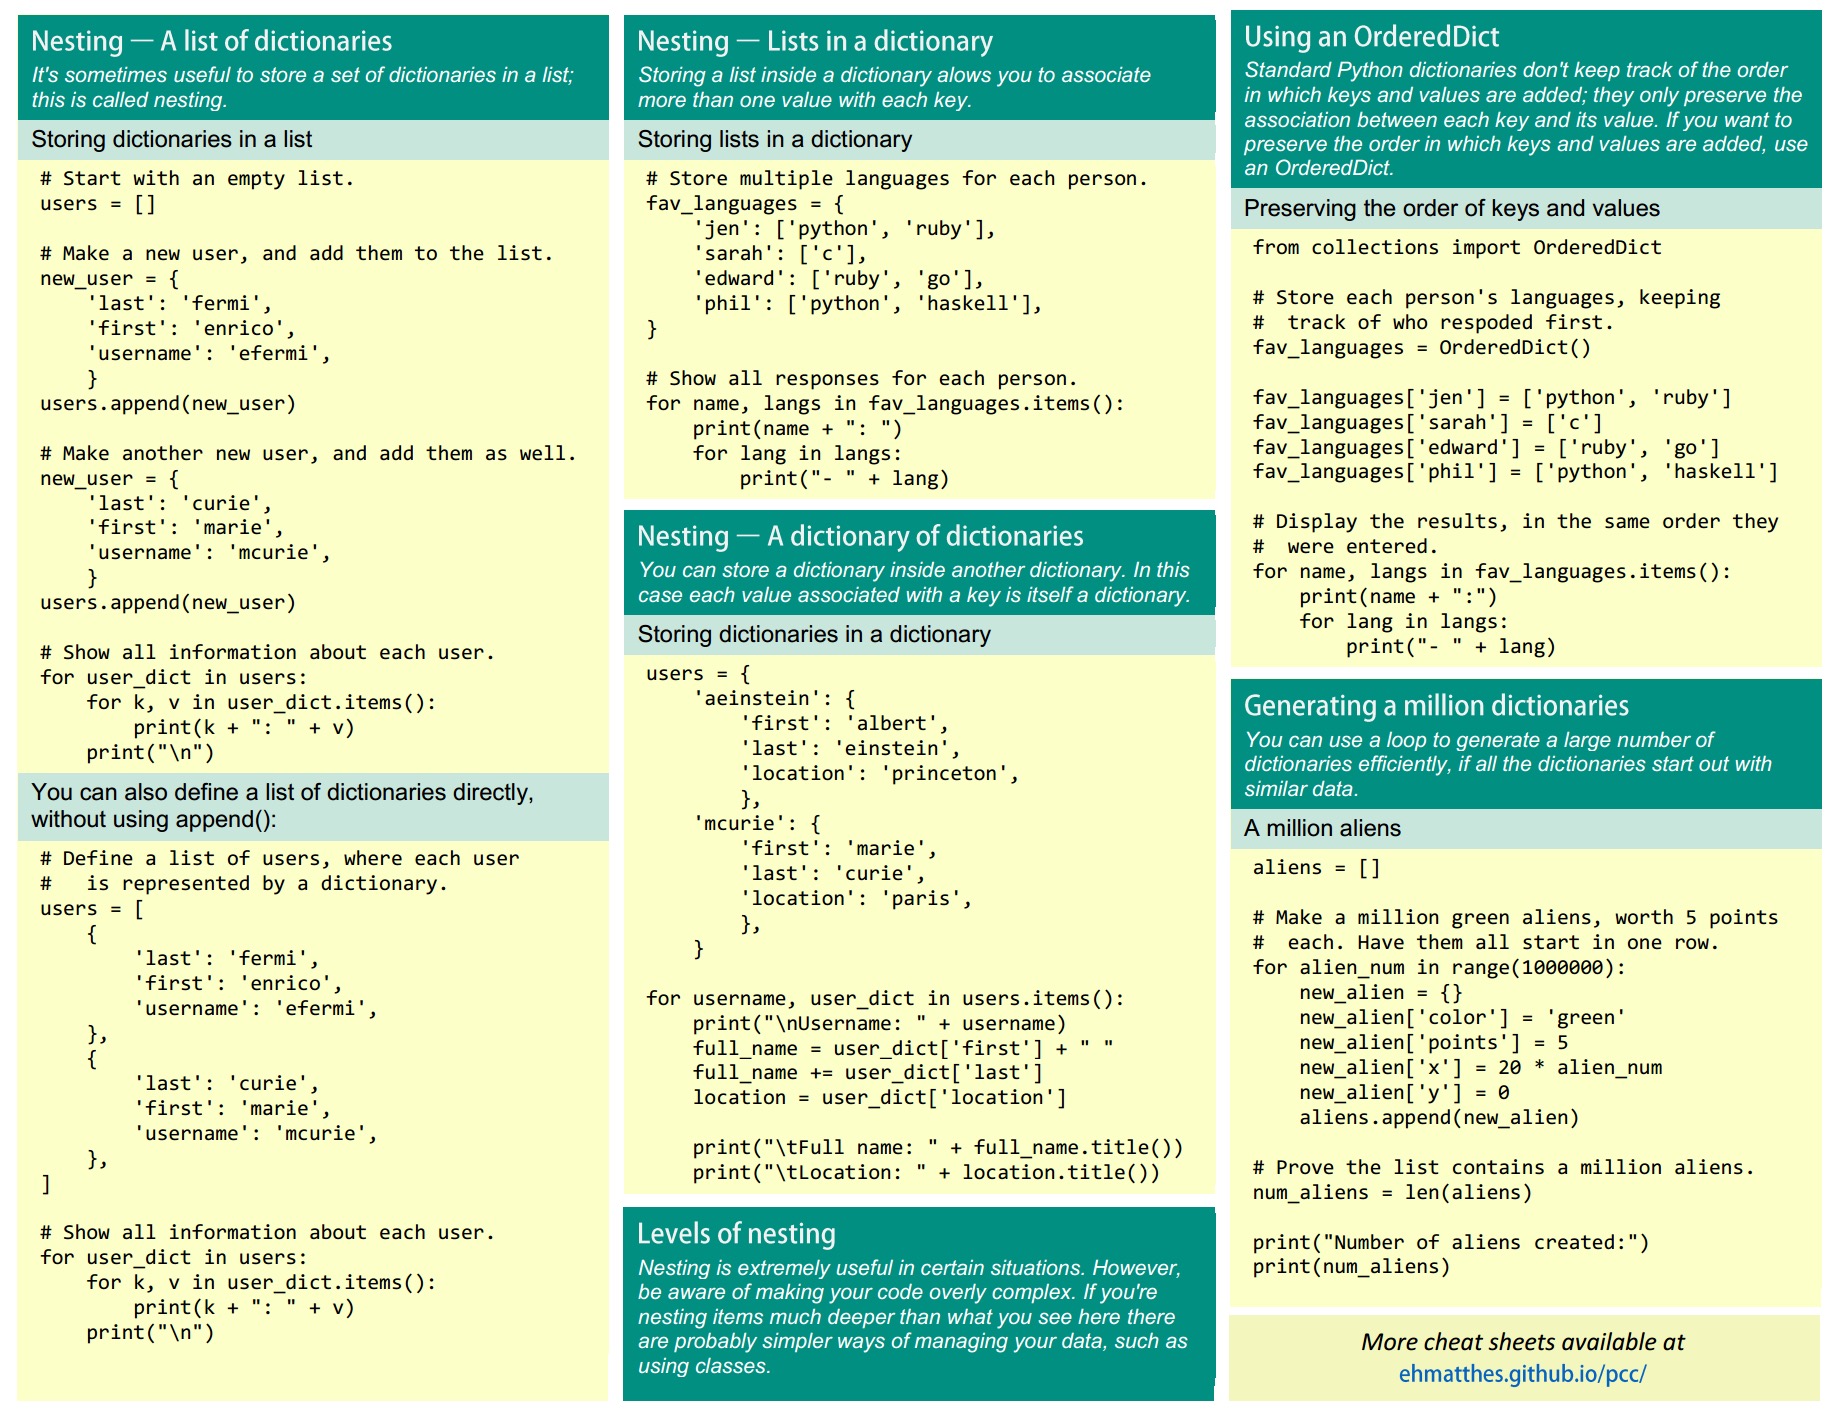 Nesting — A list of dictionaries
It's sometimes useful to store a set of dictionaries in a list;
this is called nesting.
Storing dictionaries in a list
# Start with an empty list.
users = []
# Make a new user, and add them to the list.
new_user = {
    'last': 'fermi',
    'first': 'enrico',
    'username': 'efermi',
    }
users.append(new_user)
# Make another new user, and add them as well.
new_user = {
    'last': 'curie',
    'first': 'marie',
    'username': 'mcurie',
    }
users.append(new_user)
# Show all information about each user.
for user_dict in users:
    for k, v in user_dict.items():
        print(k + ": " + v)
    print("\n")
You can also define a list of dictionaries directly,
without using append():
# Define a list of users, where each user
#   is represented by a dictionary.
users = [
    {
        'last': 'fermi',
        'first': 'enrico',
        'username': 'efermi',
    },
    {
        'last': 'curie',
        'first': 'marie',
        'username': 'mcurie',
    },
]
# Show all information about each user.
for user_dict in users:
    for k, v in user_dict.items():
        print(k + ": " + v)
    print("\n")
Nesting — Lists in a dictionary
Storing a list inside a dictionary alows you to associate
more than one value with each key.
Storing lists in a dictionary
# Store multiple languages for each person.
fav_languages = {
    'jen': ['python', 'ruby'],
    'sarah': ['c'],
    'edward': ['ruby', 'go'],
    'phil': ['python', 'haskell'],
}
# Show all responses for each person.
for name, langs in fav_languages.items():
    print(name + ": ")
    for lang in langs:
        print("- " + lang)
Nesting — A dictionary of dictionaries
You can store a dictionary inside another dictionary. In this
case each value associated with a key is itself a dictionary.
Storing dictionaries in a dictionary
users = {
    'aeinstein': {
        'first': 'albert',
        'last': 'einstein',
        'location': 'princeton',
        },
    'mcurie': {
        'first': 'marie',
        'last': 'curie',
        'location': 'paris',
        },
    }
for username, user_dict in users.items():
    print("\nUsername: " + username)
    full_name = user_dict['first'] + " "
    full_name += user_dict['last']
    location = user_dict['location']
    print("\tFull name: " + full_name.title())
    print("\tLocation: " + location.title())
Levels of nesting
Nesting is extremely useful in certain situations. However,
be aware of making your code overly complex. If you're
nesting items much deeper than what you see here there
are probably simpler ways of managing your data, such as
using classes.
Using an OrderedDict
Standard Python dictionaries don't keep track of the order
in which keys and values are added; they only preserve the
association between each key and its value. If you want to
preserve the order in which keys and values are added, use
an OrderedDict.
Preserving the order of keys and values
from collections import OrderedDict
# Store each person's languages, keeping
#  track of who respoded first.
fav_languages = OrderedDict()
fav_languages['jen'] = ['python', 'ruby']
fav_languages['sarah'] = ['c']
fav_languages['edward'] = ['ruby', 'go']
fav_languages['phil'] = ['python', 'haskell']
# Display the results, in the same order they
#  were entered.
for name, langs in fav_languages.items():
    print(name + ":")
    for lang in langs:
        print("- " + lang)
Generating a million dictionaries
You can use a loop to generate a large number of
dictionaries efficiently, if all the dictionaries start out with
similar data.
A million aliens
aliens = []
# Make a million green aliens, worth 5 points
#  each. Have them all start in one row.
for alien_num in range(1000000):
    new_alien = {}
    new_alien['color'] = 'green'
    new_alien['points'] = 5
    new_alien['x'] = 20 * alien_num
    new_alien['y'] = 0
    aliens.append(new_alien)
# Prove the list contains a million aliens.
num_aliens = len(aliens)
print("Number of aliens created:")
print(num_aliens)
More cheat sheets available at
ehmatthes.github.io/pcc/